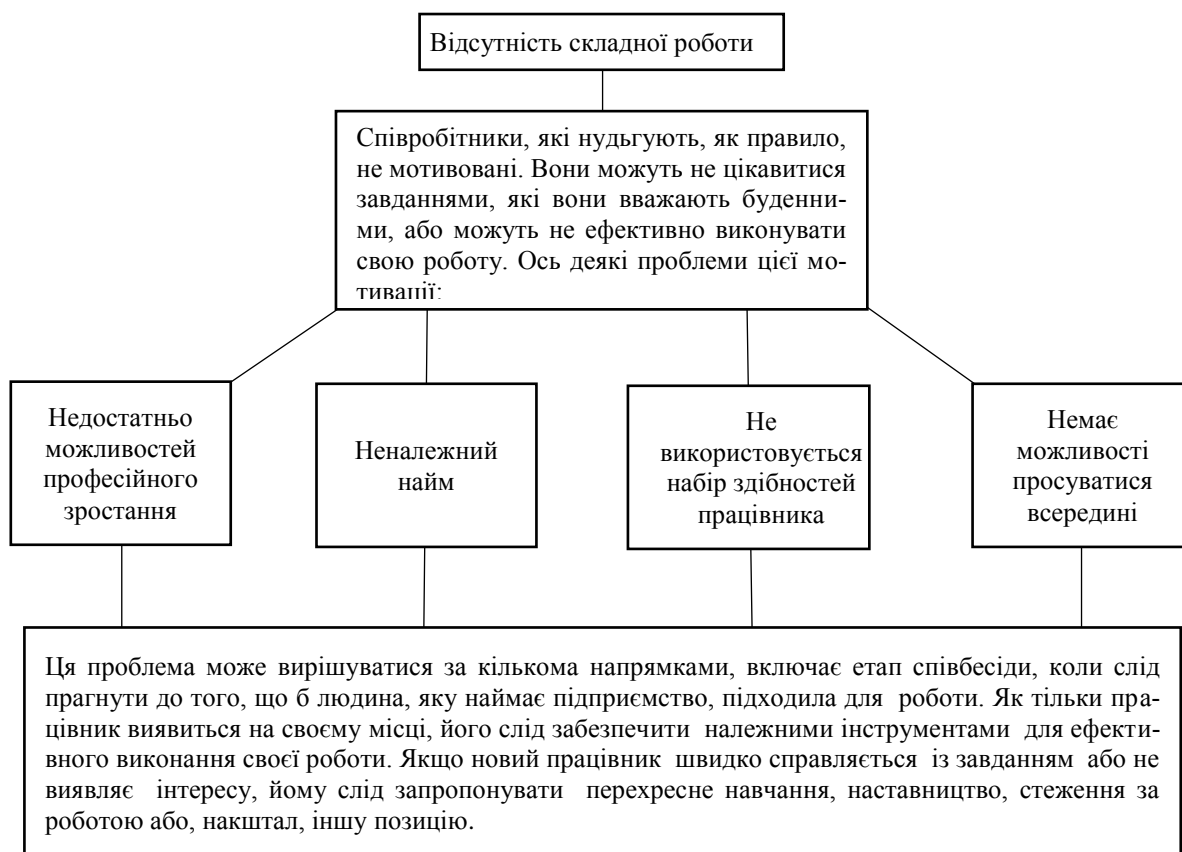 Відсутність складної роботи
Співробітники, які нудьгують, як правило,
не мотивовані. Вони можуть не цікавитися
завданнями, які вони вважають буденни-
ми, або можуть не ефективно виконувати
свою роботу. Ось деякі проблеми цієї мо-
тивації:
Недостатньо
можливостей
професійного
зростання
Неналежний
найм
Не
використовується
набір здібностей
працівника
Немає
можливості
просуватися
всередині
Ця проблема може вирішуватися за кількома напрямками, включає етап співбесіди, коли слід
прагнути до того, що б людина, яку наймає підприємство, підходила для роботи. Як тільки пра-
цівник виявиться на своєму місці, його слід забезпечити належними інструментами для ефекти-
вного виконання своєї роботи. Якщо новий працівник швидко справляється із завданням або не
виявляє інтересу, йому слід запропонувати перехресне навчання, наставництво, стеження за
роботою або, накштал, іншу позицію.